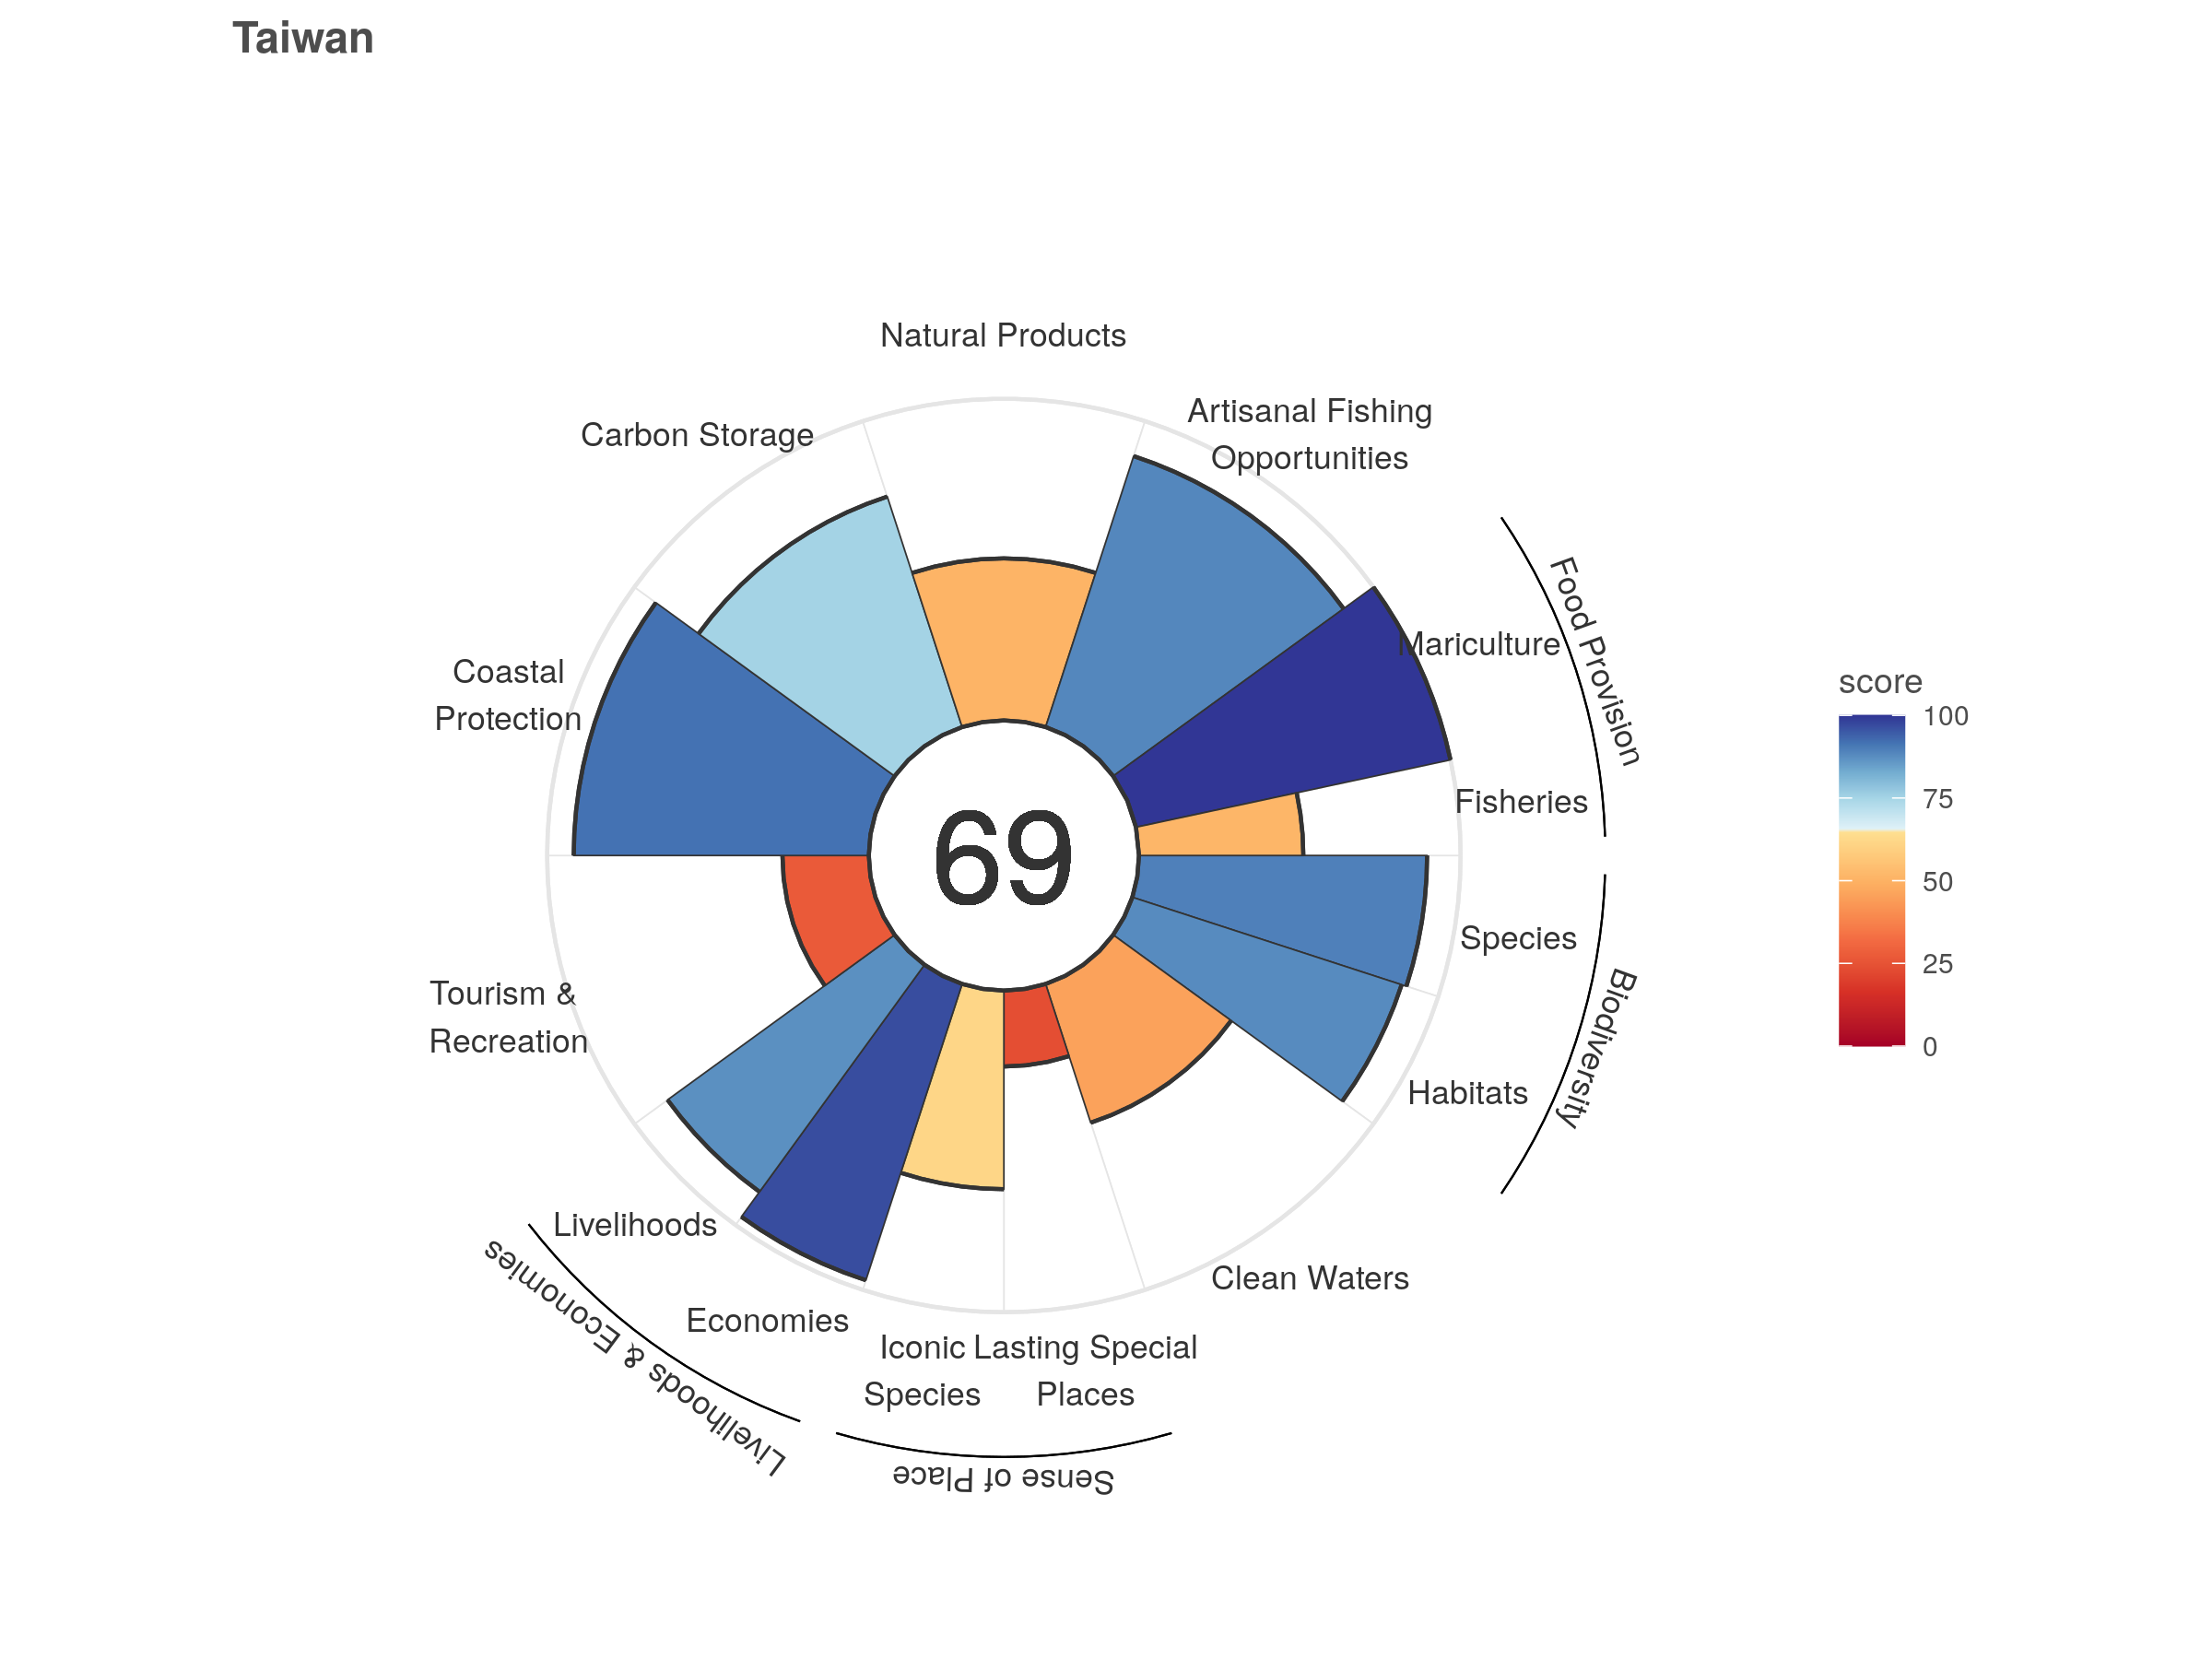 Taiwan
Natural Products
Artisanal Fishing
Opportunities
Carbon Storage
Mariculture
Food Provision
Coastal
Protection
score
100
75
50
25
0
Fisheries
69
Species
Biodiversity
Tourism &
Recreation
Habitats
Livelihoods
Clean Waters
Economies
Livelihoods & Economies
Iconic
Species
Lasting Special
Places
Sense of Place